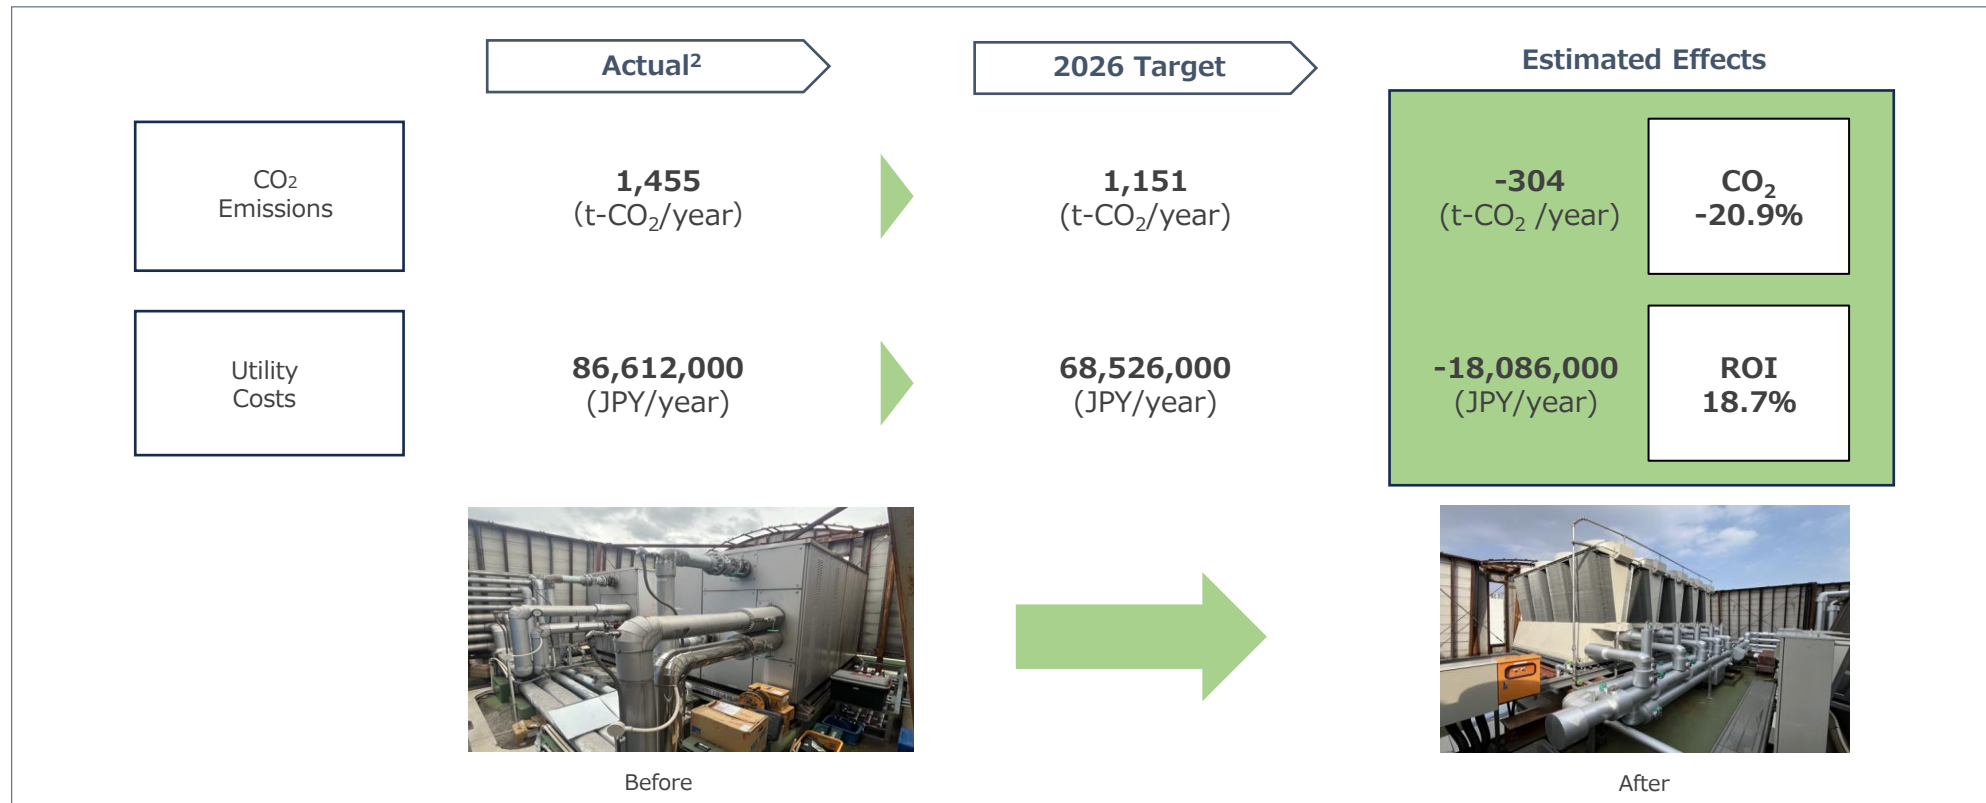 Actual²
2026 Target
Estimated Effects
CO₂
Emissions
1,455
(t-CO₂/year)
1,151
(t-CO₂/year)
-304
(t-CO₂ /year)
CO₂
-20.9%
Utility
Costs
86,612,000
(JPY/year)
68,526,000
(JPY/year)
-18,086,000
(JPY/year)
ROI
18.7%
Before
After